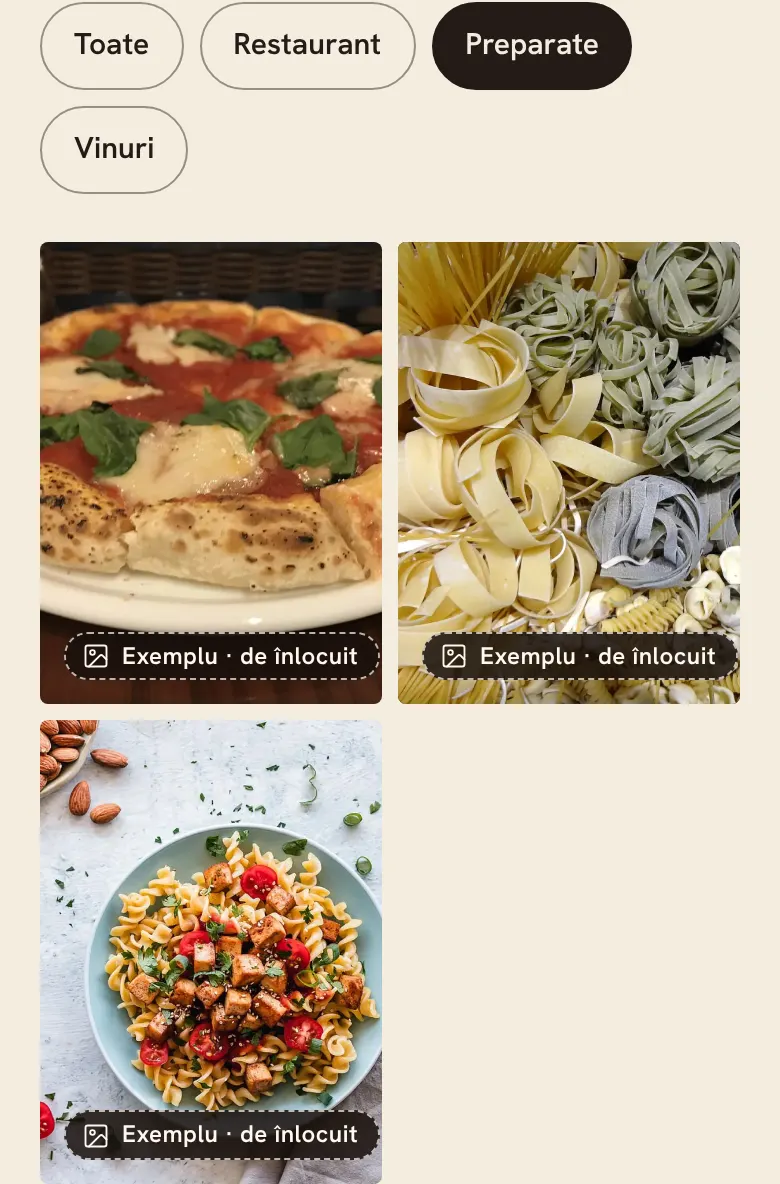 Toate
Restaurant
Preparate
Vinuri
Exemplu · de înlocuit
Exemplu · de înlocuit
Exemplu · de înlocuit